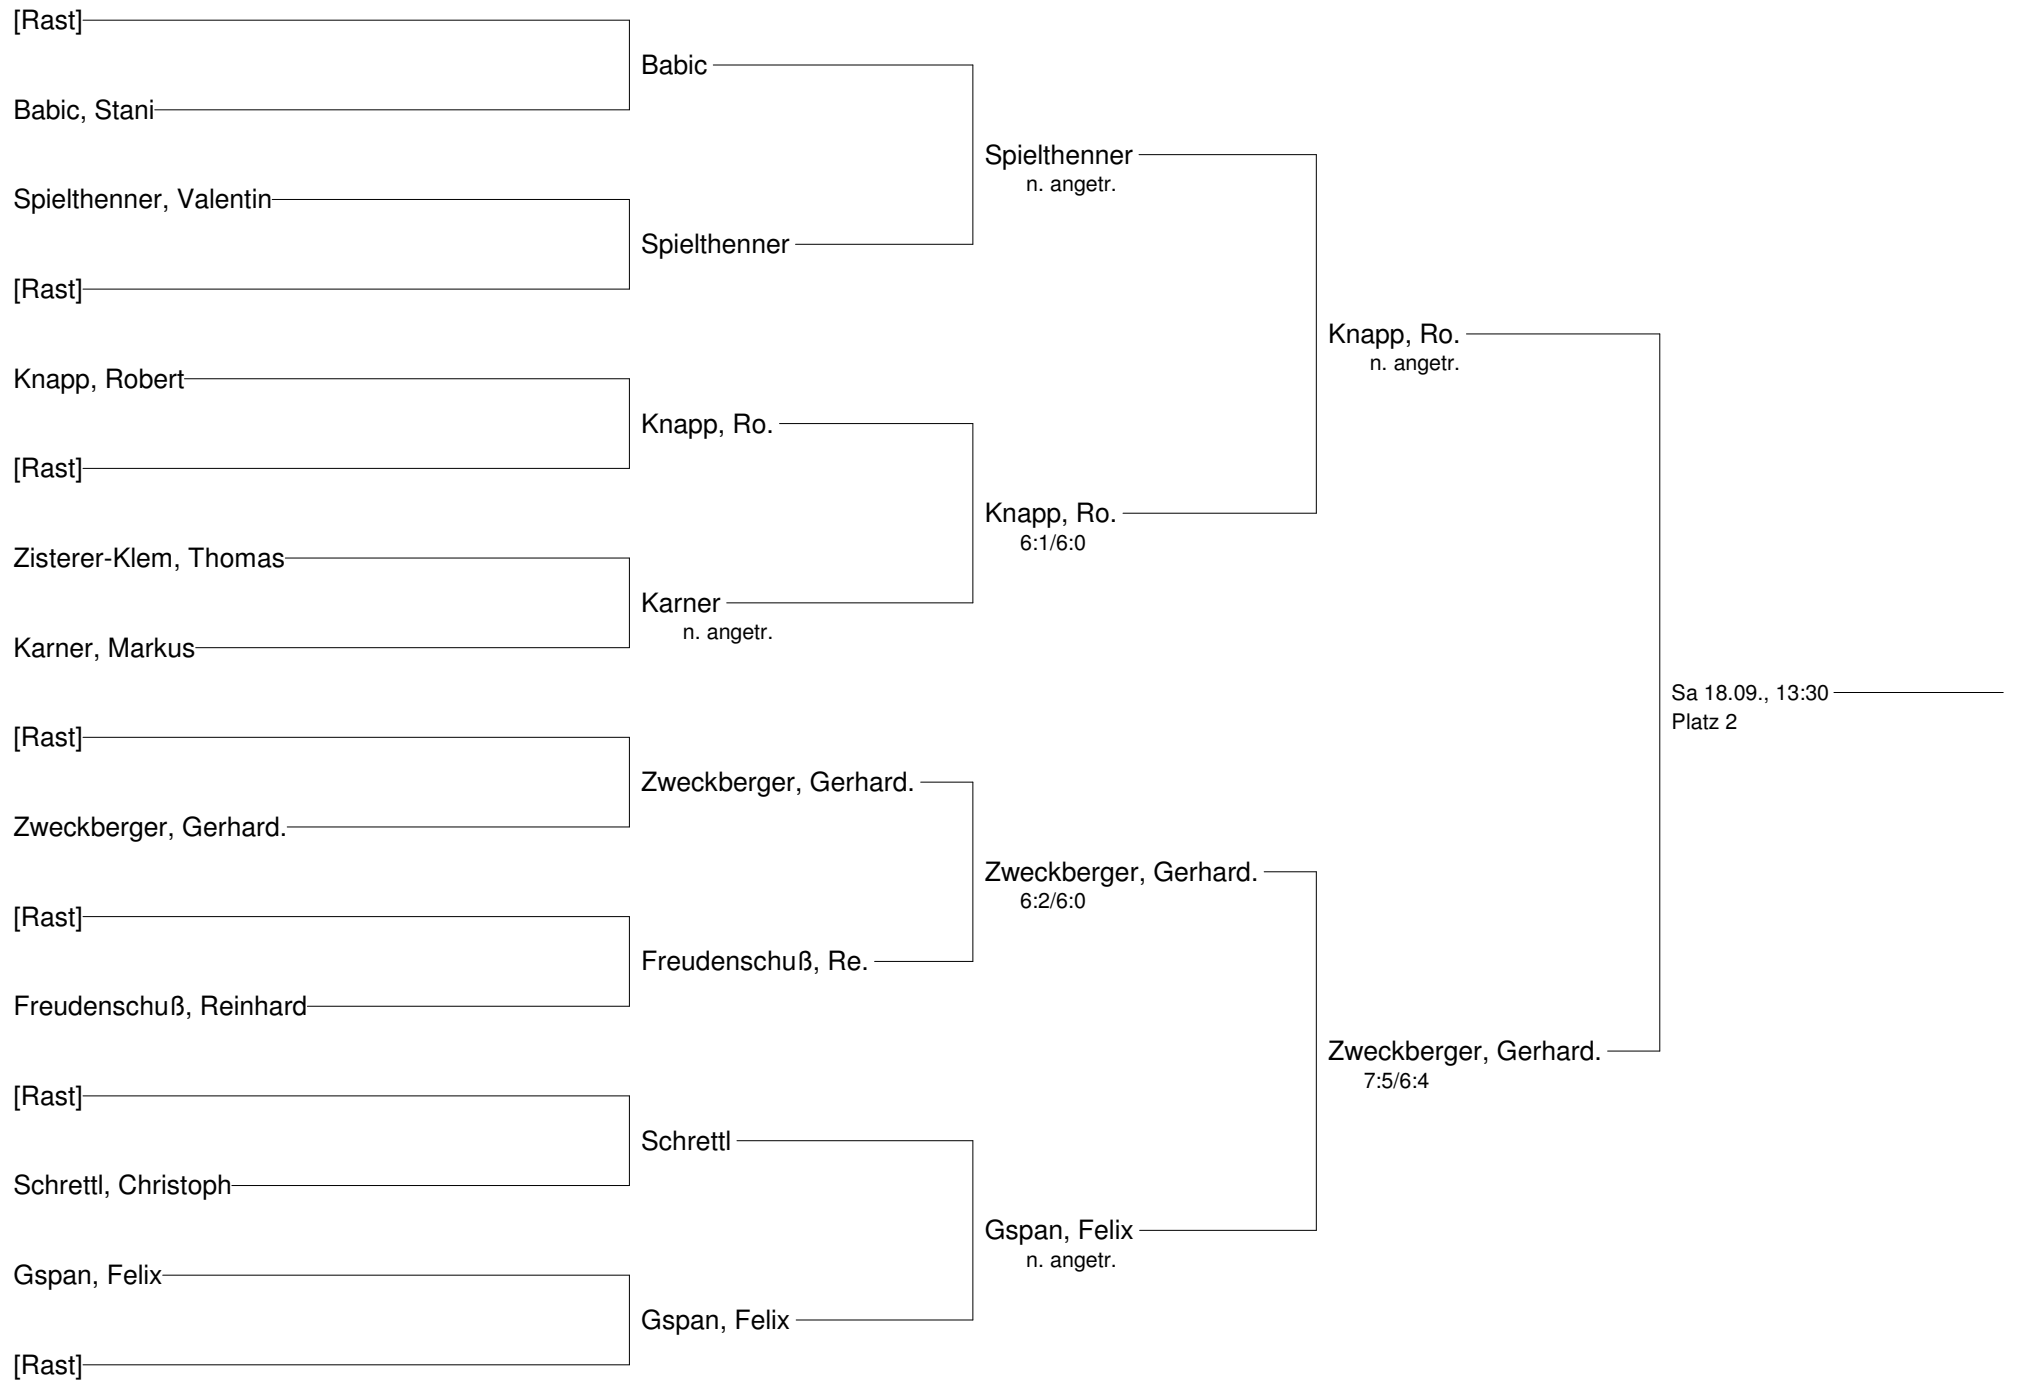 [Rast]
Babic, Stani
Spielthenner, Valentin
[Rast]
Knapp, Robert
[Rast]
Zisterer-Klem, Thomas
Karner, Markus
[Rast]
Zweckberger, Gerhard.
[Rast]
Freudenschuß, Reinhard
[Rast]
Schrettl, Christoph
Gspan, Felix
[Rast]
Babic
Spielthenner
Knapp, Ro.
Karner
n. angetr.
Zweckberger, Gerhard.
Freudenschuß, Re.
Schrettl
Gspan, Felix
Spielthenner
n. angetr.
Knapp, Ro.
6:1/6:0
Zweckberger, Gerhard.
6:2/6:0
Gspan, Felix
n. angetr.
Knapp, Ro.
n. angetr.
Zweckberger, Gerhard.
7:5/6:4
Sa 18.09., 13:30
Platz 2